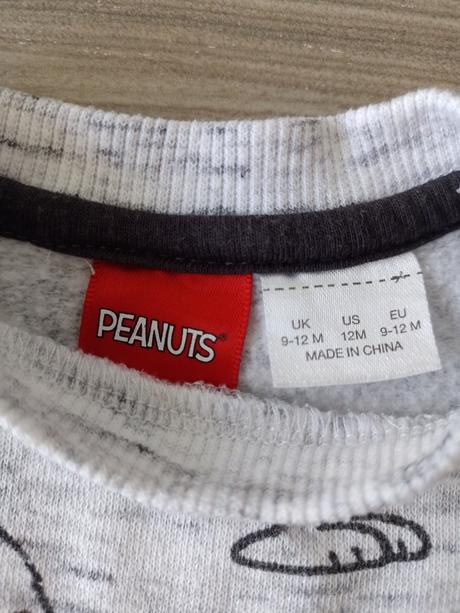 PEANUTS®
UK US EU
9-12 M 12M 9-12 M
MADE IN CHINA